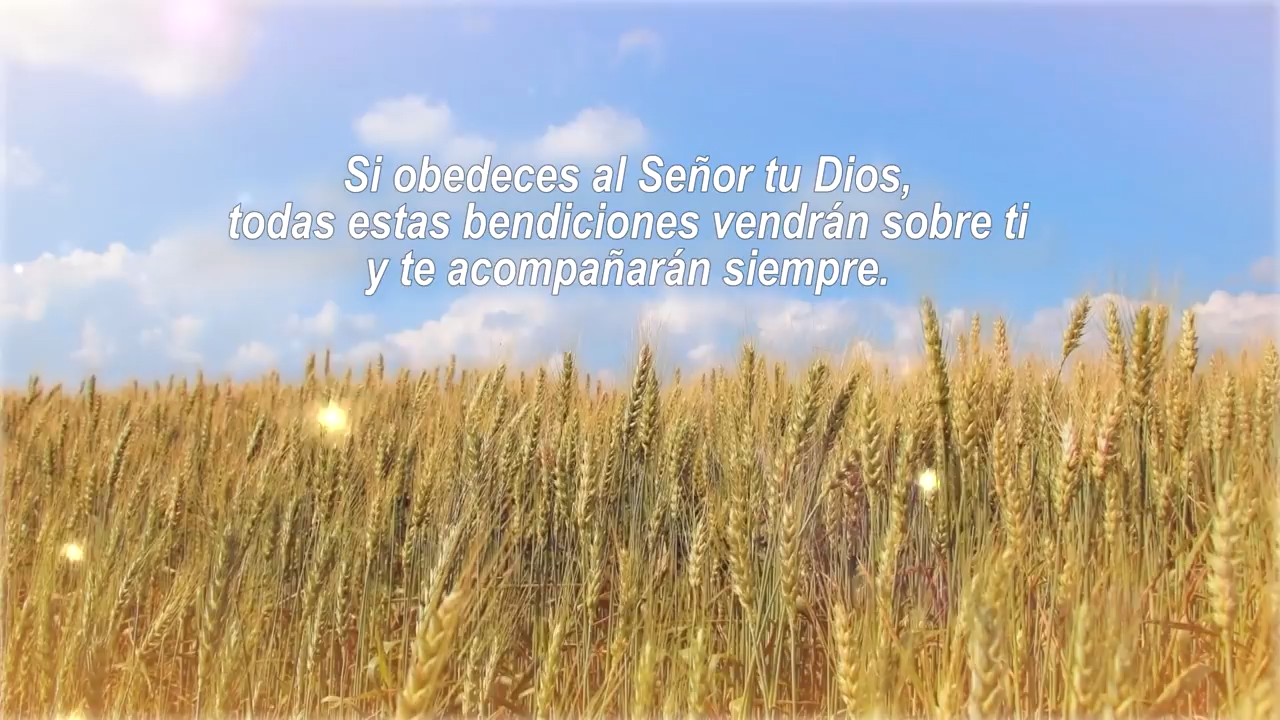 Si obedeces al Señor tu Dios,
todas estas bendiciones vendrán sobre ti
y te acompañarán siempre.